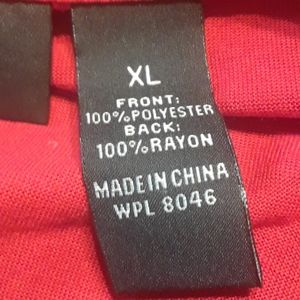 XL
FRONT:
100%POLYESTER
BACK:
100%RAYON
MADE IN CHINA
WPL 8046